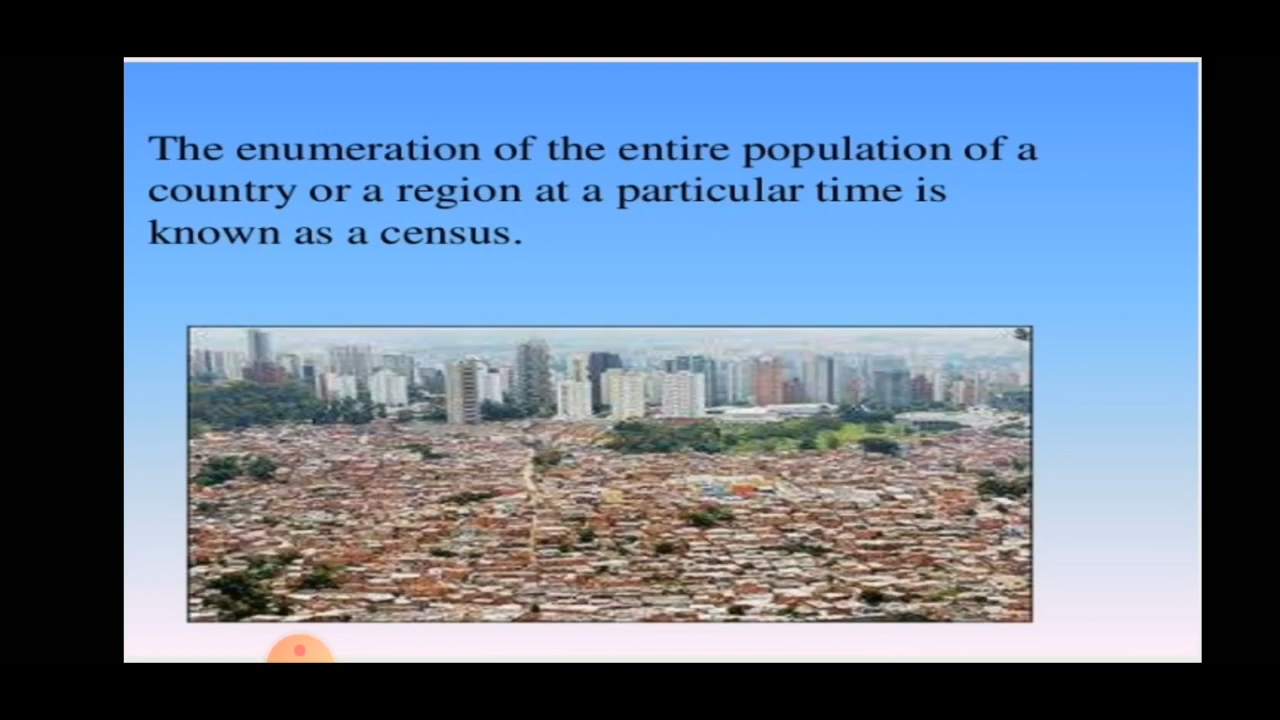 The enumeration of the entire population of a
country or a region at a particular time is
known as a census.